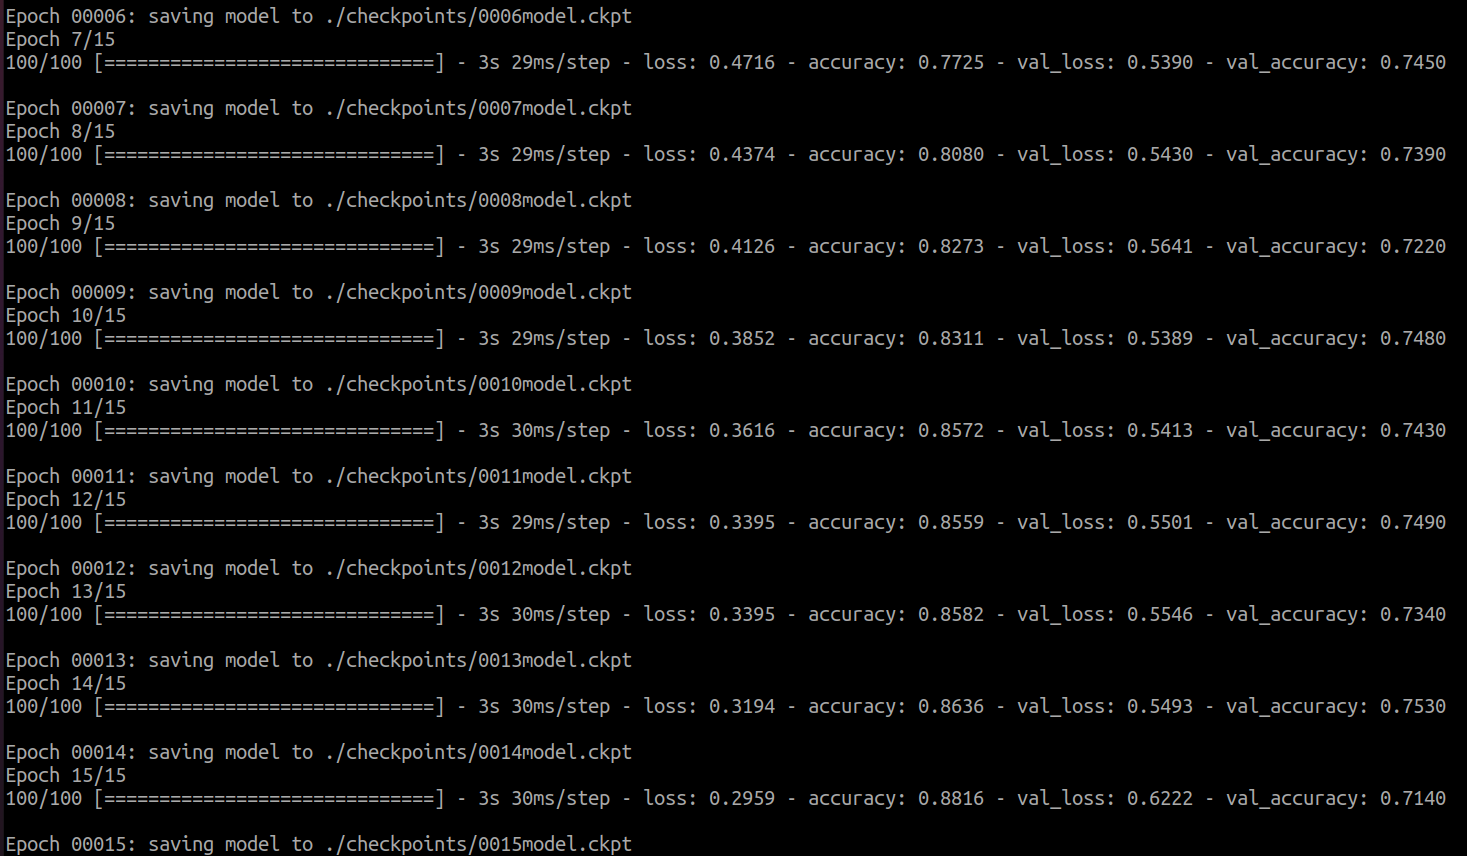 Epoch 00006: saving model to ./checkpoints/0006model.ckpt
Epoch 7/15
100/100 [==============================] - 3s 29ms/step - loss: 0.4716 - accuracy: 0.7725 - val_loss: 0.5390 - val_accuracy: 0.7450
Epoch 00007: saving model to ./checkpoints/0007model.ckpt
Epoch 8/15
100/100 [==============================] - 3s 29ms/step - loss: 0.4374 - accuracy: 0.8080 - val_loss: 0.5430 - val_accuracy: 0.7390
Epoch 00008: saving model to ./checkpoints/0008model.ckpt
Epoch 9/15
100/100 [==============================] - 3s 29ms/step - loss: 0.4126 - accuracy: 0.8273 - val_loss: 0.5641 - val_accuracy: 0.7220
Epoch 00009: saving model to ./checkpoints/0009model.ckpt
Epoch 10/15
100/100 [==============================] - 3s 29ms/step - loss: 0.3852 - accuracy: 0.8311 - val_loss: 0.5389 - val_accuracy: 0.7480
Epoch 00010: saving model to ./checkpoints/0010model.ckpt
Epoch 11/15
100/100 [==============================] - 3s 30ms/step - loss: 0.3616 - accuracy: 0.8572 - val_loss: 0.5413 - val_accuracy: 0.7430
Epoch 00011: saving model to ./checkpoints/0011model.ckpt
Epoch 12/15
100/100 [==============================] - 3s 29ms/step - loss: 0.3395 - accuracy: 0.8559 - val_loss: 0.5501 - val_accuracy: 0.7490
Epoch 00012: saving model to ./checkpoints/0012model.ckpt
Epoch 13/15
100/100 [==============================] - 3s 30ms/step - loss: 0.3395 - accuracy: 0.8582 - val_loss: 0.5546 - val_accuracy: 0.7340
Epoch 00013: saving model to ./checkpoints/0013model.ckpt
Epoch 14/15
100/100 [==============================] - 3s 30ms/step - loss: 0.3194 - accuracy: 0.8636 - val_loss: 0.5493 - val_accuracy: 0.7530
Epoch 00014: saving model to ./checkpoints/0014model.ckpt
Epoch 15/15
100/100 [==============================] - 3s 30ms/step - loss: 0.2959 - accuracy: 0.8816 - val_loss: 0.6222 - val_accuracy: 0.7140
Epoch 00015: saving model to ./checkpoints/0015model.ckpt